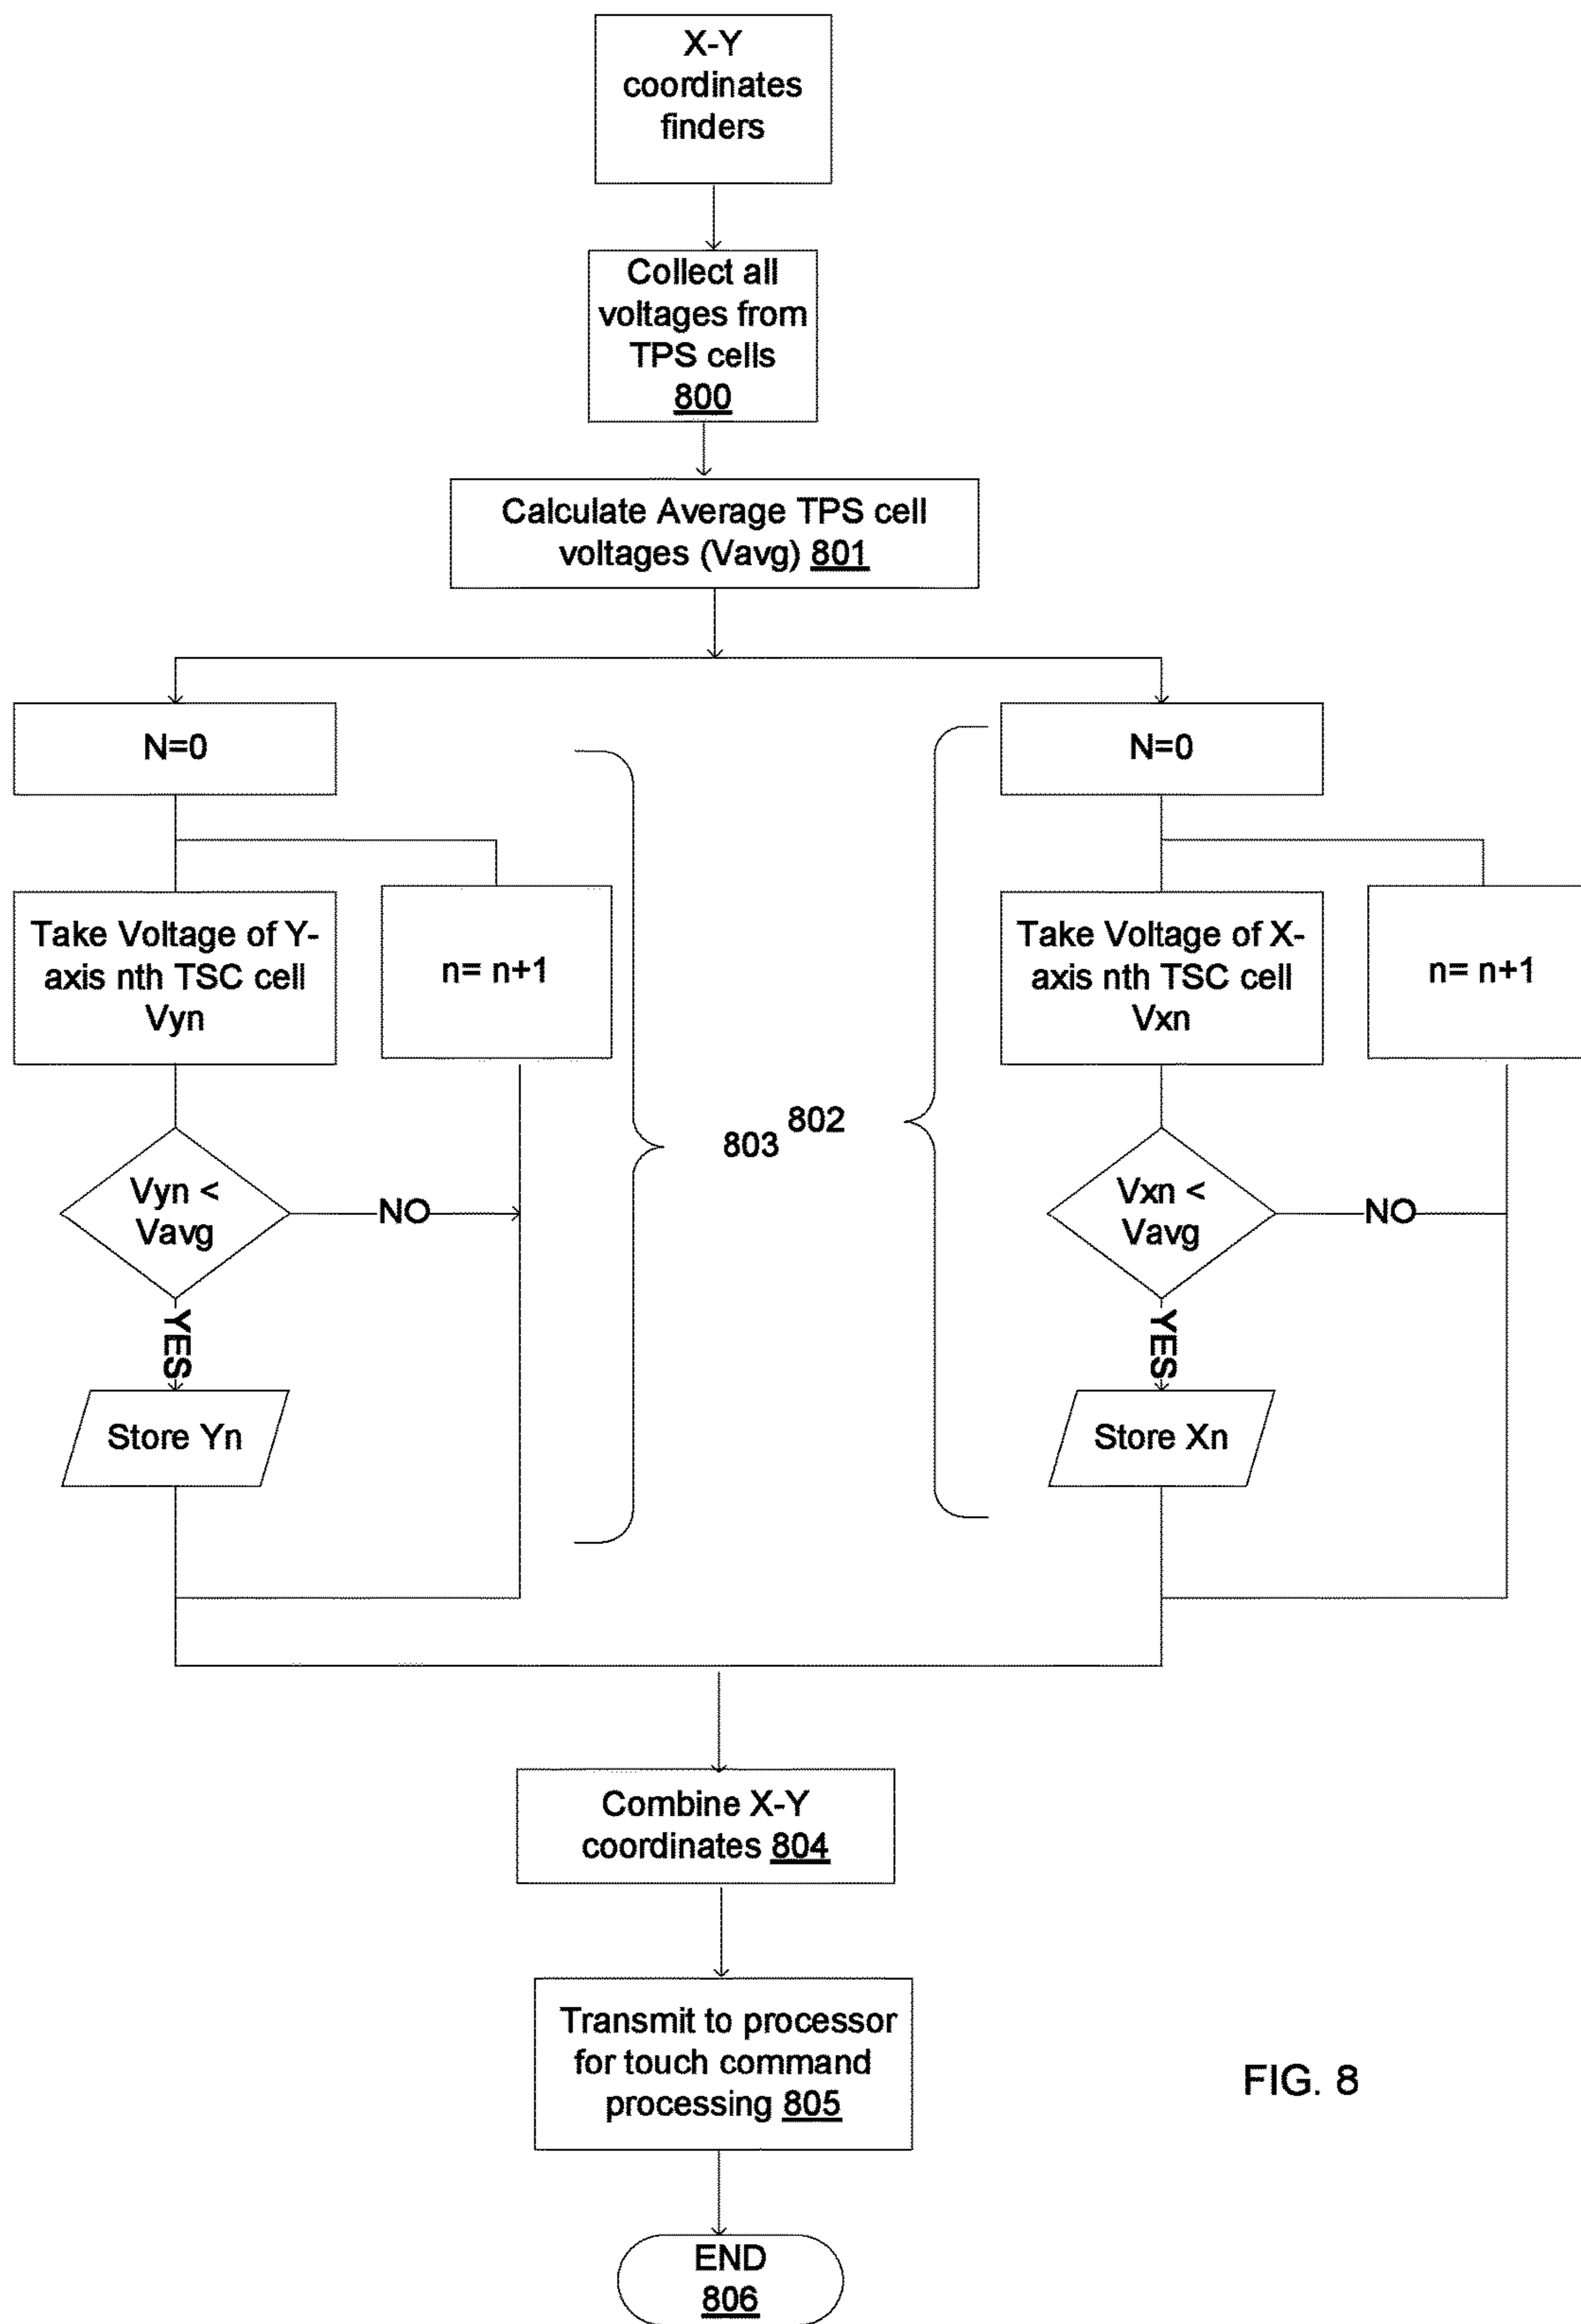 X-Y
coordinates
finders
Collect all
voltages from
TPS cells
800
Calculate Average TPS cell
voltages (Vavg) 801
N=0
N=0
Take Voltage of Y-
axis nth TSC cell
Vyn
n= n+1
Take Voltage of X-
axis nth TSC cell
Vxn
n= n+1
803
802
Vyn <
Vavg
NO
Vxn <
Vavg
NO
YES
YES
Store Yn
Store Xn
Combine X-Y
coordinates 804
Transmit to processor
for touch command
processing 805
FIG. 8
END
806